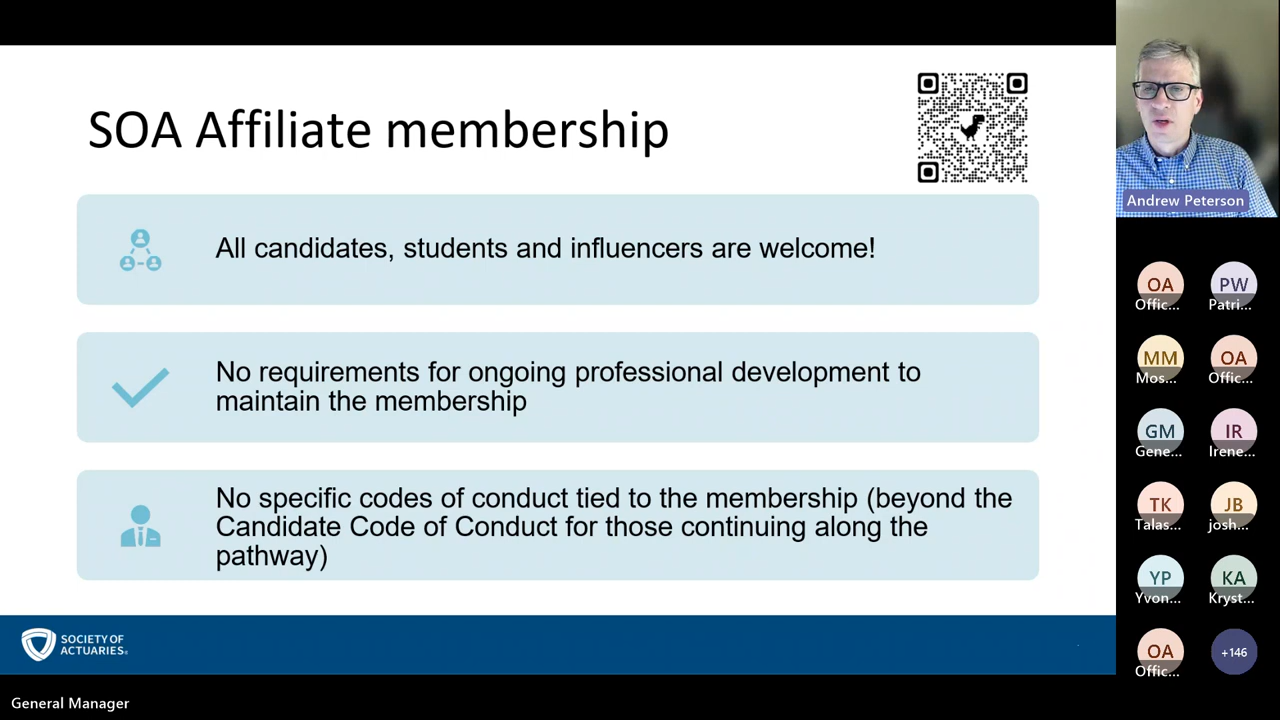 SOA Affiliate membership
All candidates, students and influencers are welcome!
No requirements for ongoing professional development to
maintain the membership
No specific codes of conduct tied to the membership (beyond the
Candidate Code of Conduct for those continuing along the
pathway)
SOCIETY OF
ACTUARIES®
General Manager
Andrew Peterson
OA
Offic...
PW
Patri...
MM
Mos...
OA
Offic...
GM
Gene...
IR
Irene...
TK
Talas...
JB
josh...
YP
Yvon...
KA
Kryst...
OA
Offic...
+146